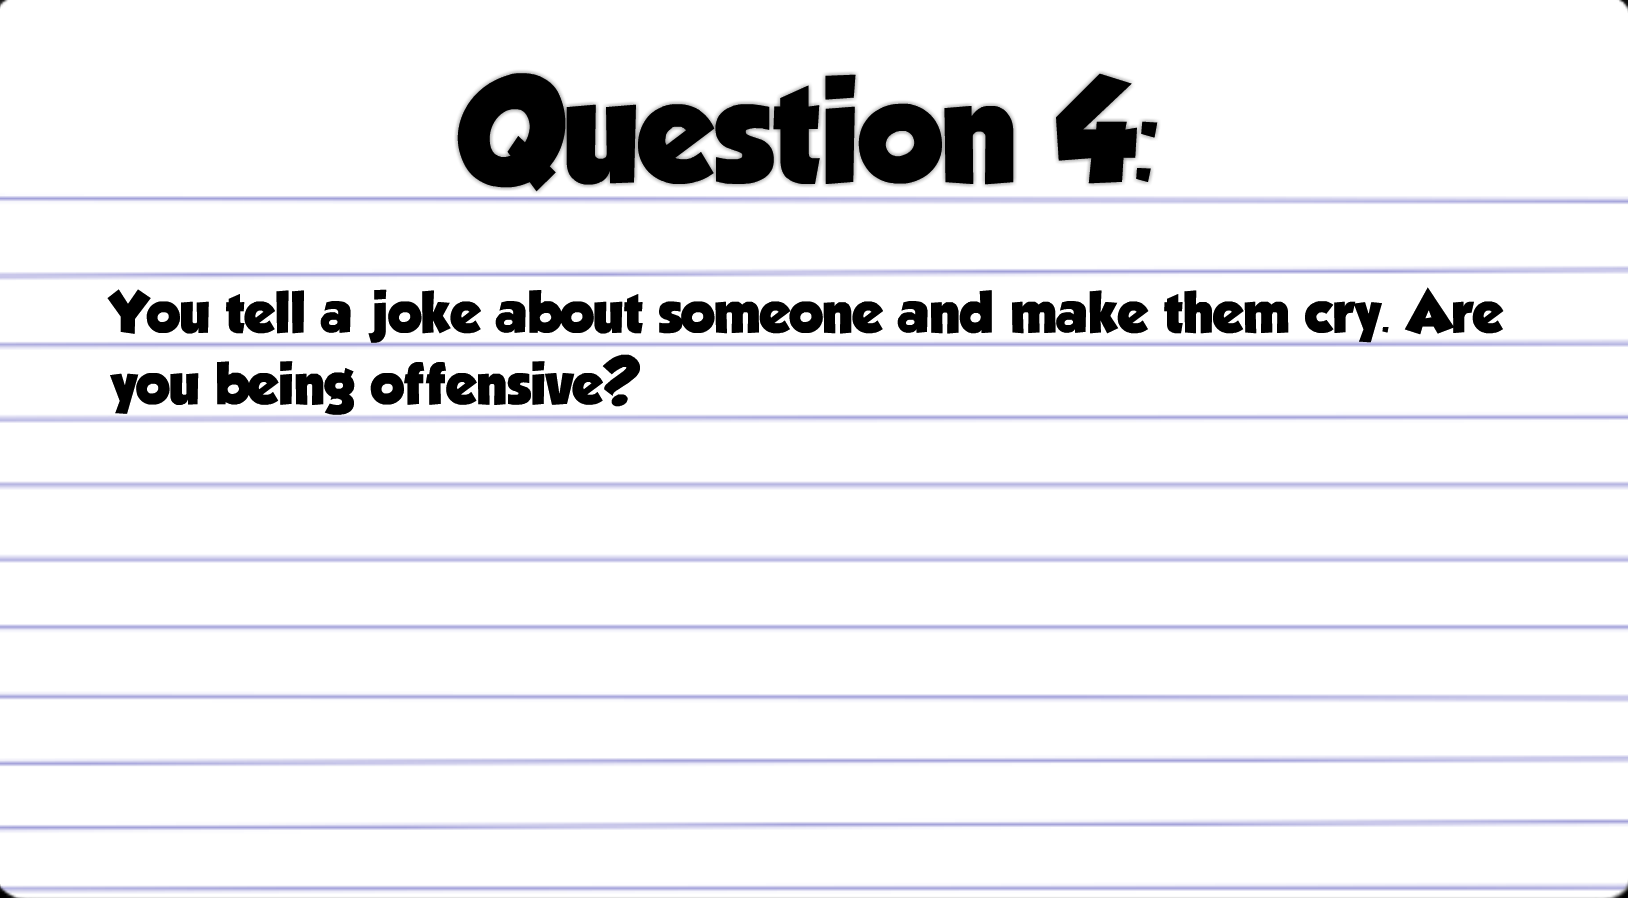 Question 4:
You tell a joke about someone and make them cry. Are
you being offensive?